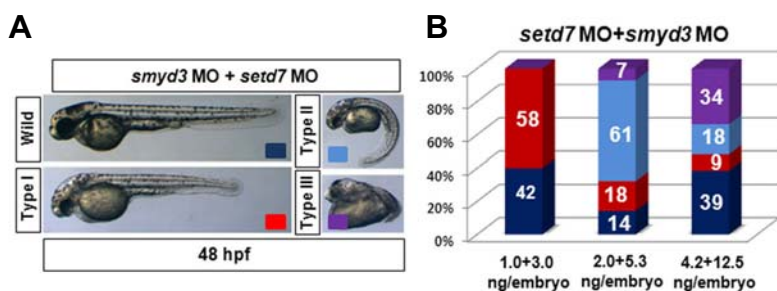 A
smyd3 MO + setd7 MO
Wild
Type II
Type I
Type III
48 hpf
B
setd7 MO+smyd3 MO
100%
80%
60%
40%
20%
0%
58
42
7
61
18
14
34
18
9
39
1.0+3.0 ng/embryo
2.0+5.3 ng/embryo
4.2+12.5 ng/embryo